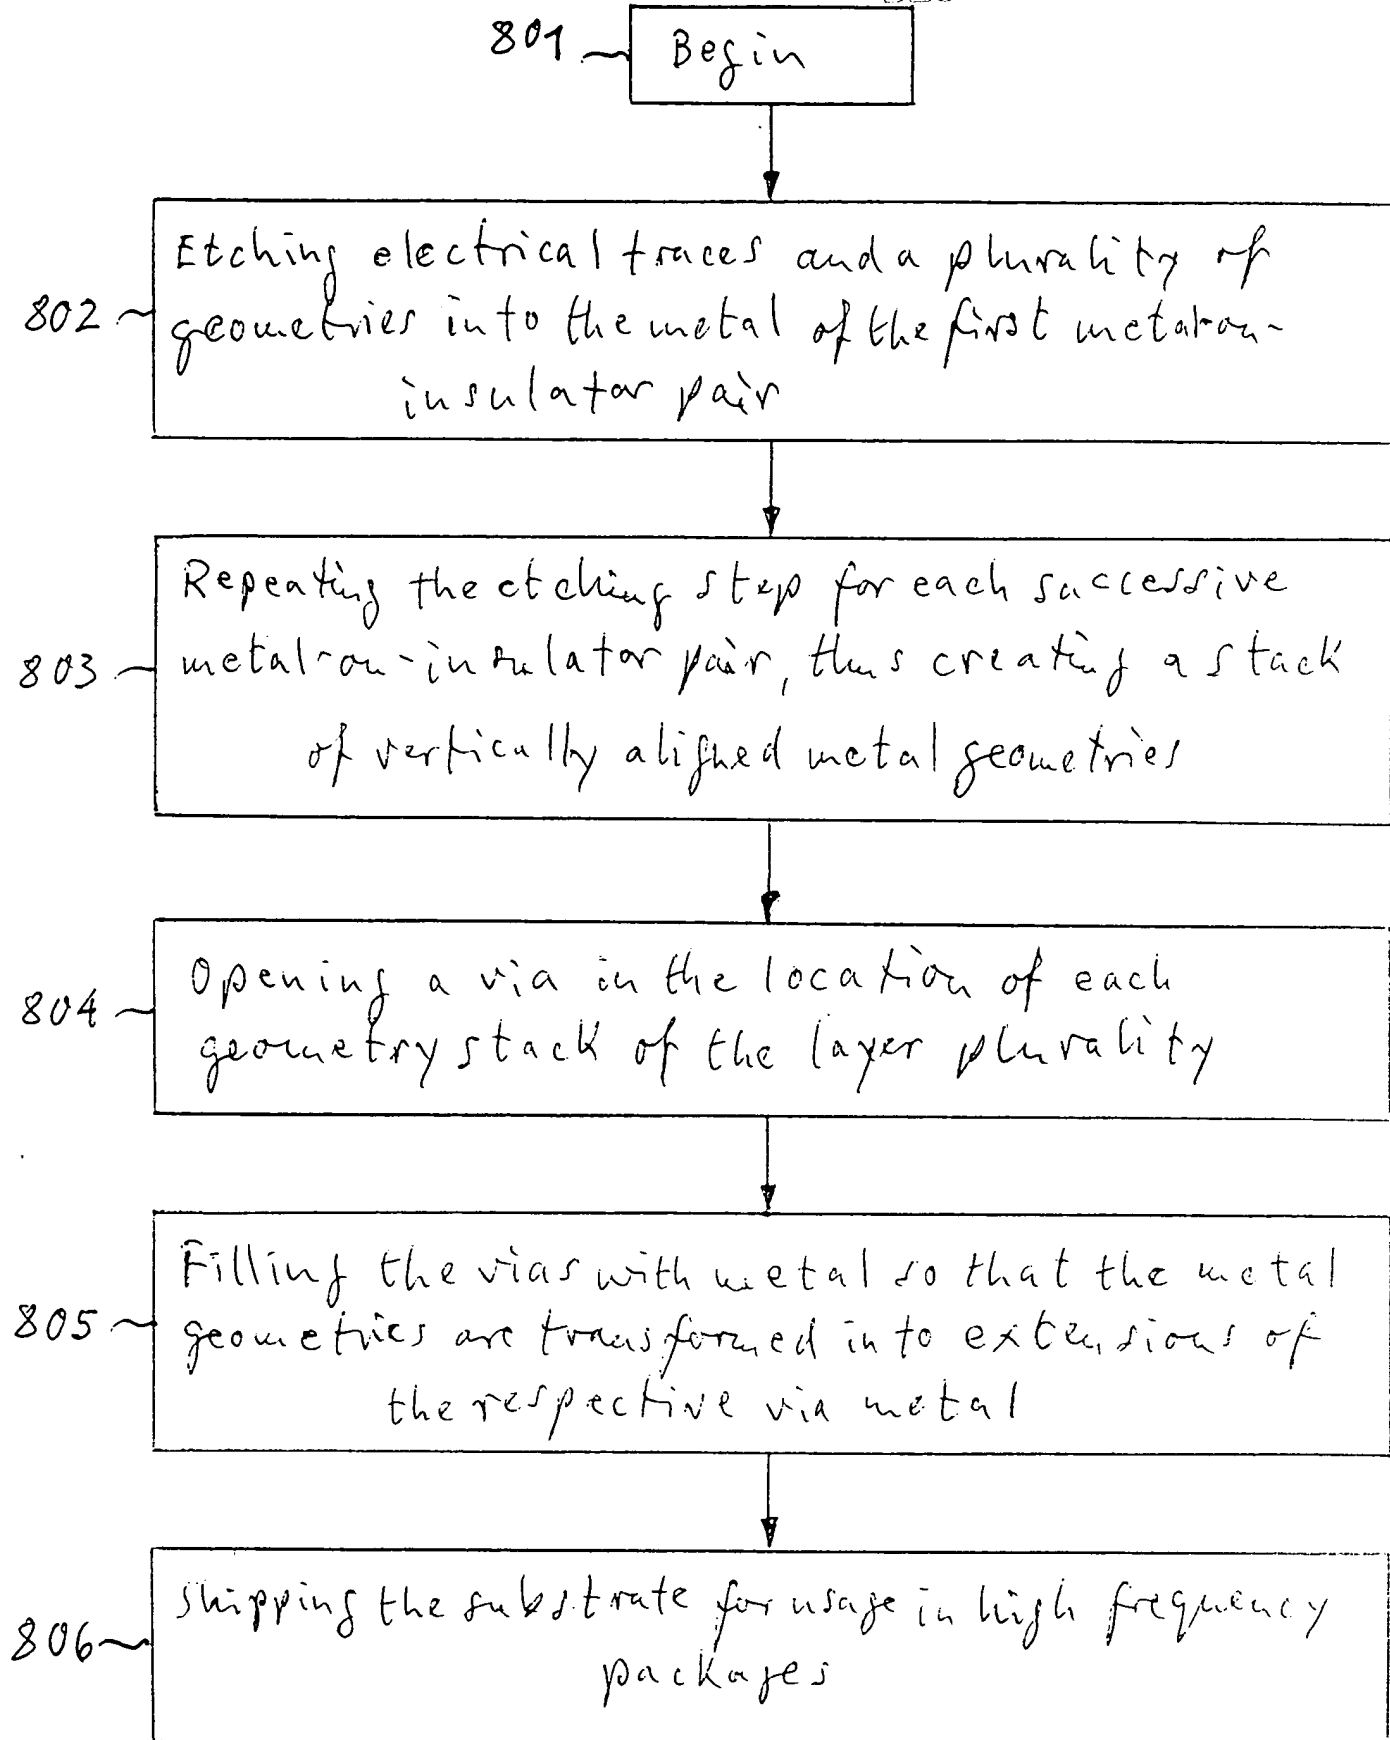 801 Begin
Etching electrical traces and a plurality of
802 geometries into the metal of the first metal-on-
insulator pair
Repeating the etching step for each successive
803 metal-on-insulator pair, thus creating a stack
of vertically aligned metal geometries
Opening a via in the location of each
804 geometry stack of the layer plurality
Filling the vias with metal so that the metal
805 geometries are transformed into extensions of
the respective via metal
Shipping the substrate for usage in high frequency
806 packages